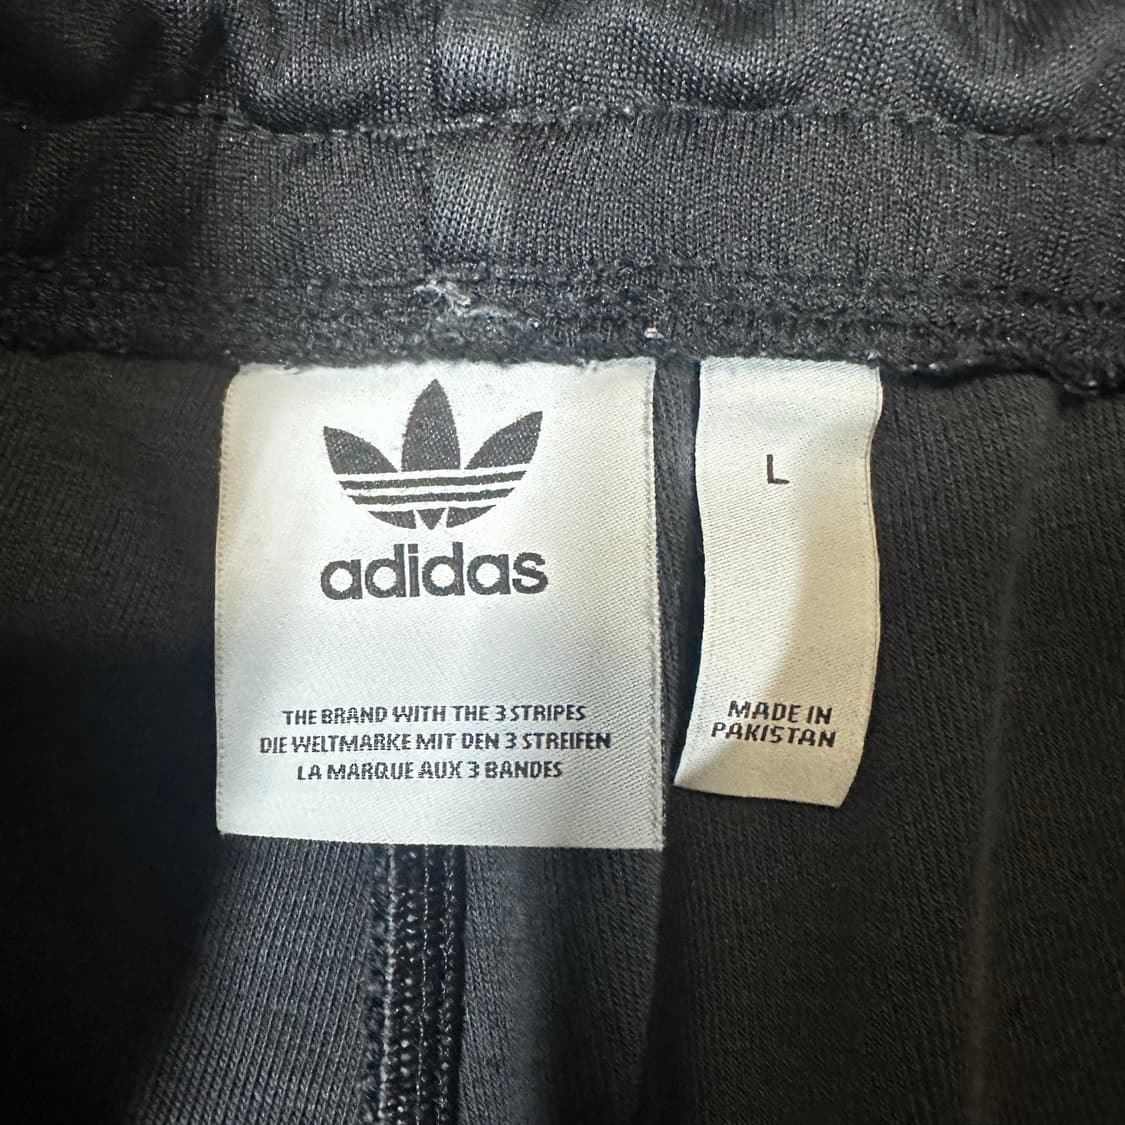 adidas
THE BRAND WITH THE 3 STRIPES
DIE WELTMARKE MIT DEN 3 STREIFEN
LA MARQUE AUX 3 BANDES
L
MADE IN
PAKISTAN